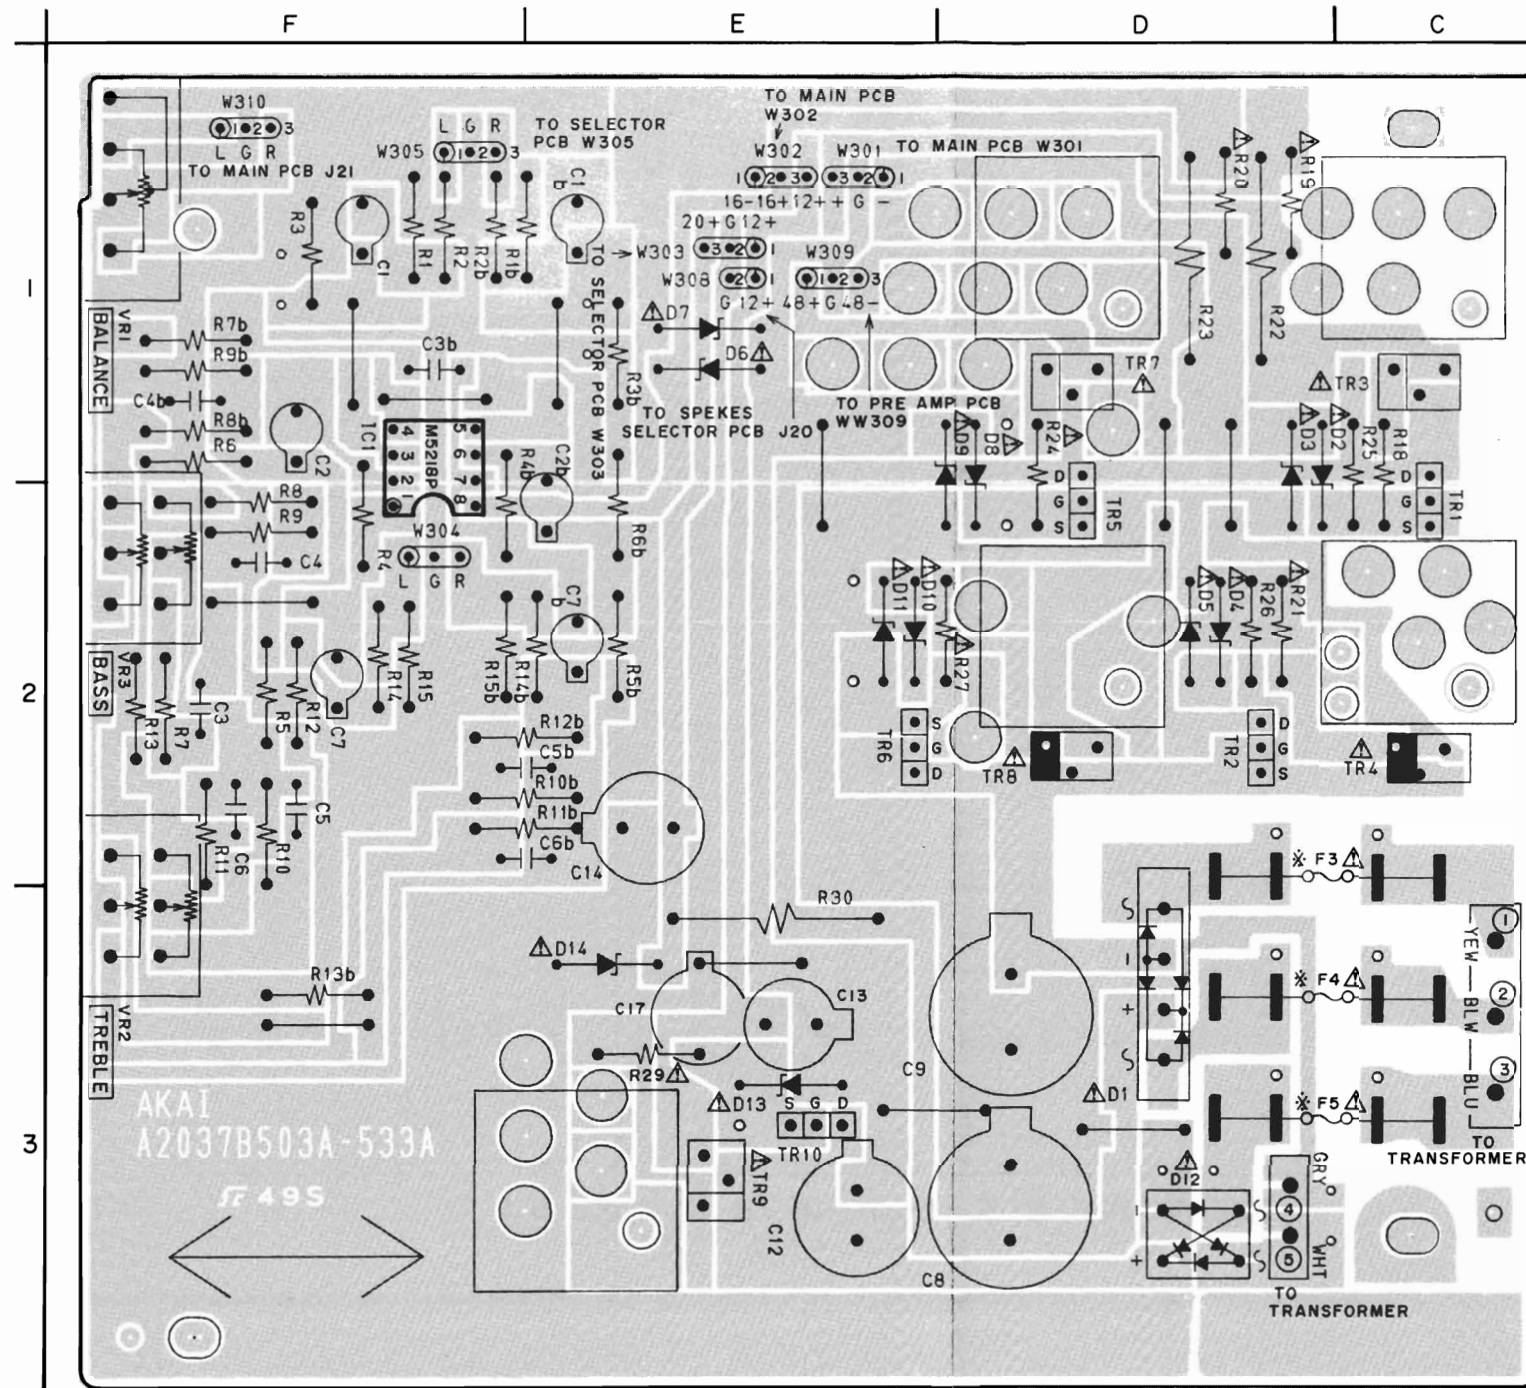 F E D C
1
2
3
W310
1 2 3
L G R
TO MAIN PCB J21
L G R
W305 1 2 3
TO SELECTOR
PCB W305
TO MAIN PCB
W302
W302 W301 TO MAIN PCB W301
1 2 3 3 2 1
16-16+12++ G -
20+G12+
W303 3 2 1
W309
W308 2 1
1 2 3
G 12+ 48+G 48-
TO SELECTOR PCB W303
R3
C1
R1
R2
R2b
R1b
C1b
D7
D6
R20
R19
R23
R22
VR1
BALANCE
R7b
R9b
C4b
R8b
R6
C3b
R3b
TO SPEKES
SELECTOR PCB J20
TO PRE AMP PCB
WW309
TR7
TR3
C2
IC1
M5218P
4 5
3 6
2 7
1 8
R4b
C2b
D9
D8
R24
D3
D2
R25
R18
D
G
S
TR5
D
G
S
TR1
R8
R9
C4
R4
W304
L G R
R6b
C7b
D11
D10
R27
D5
D4
R26
R21
VR3
BASS
R13
R7
C3
R5
R12
C7
R14
R15
R15b
R14b
R5b
R12b
C5b
R10b
R11b
C6b
C14
S
G
D
TR6
TR8
D
G
S
TR2
TR4
R11
C6
R10
C5
※ F3
R30
D14
R13b
C17
C13
C9
R29
D13
S G D
TR10
TR9
C12
C8
D1
-
+
※ F4
※ F5
1
YEW
2
BLW
3
BLU
TO
TRANSFORMER
VR2
TREBLE
AKAI
A2037B503A-533A
49S
D12
-
+
GRY
4
5
WHT
TO
TRANSFORMER